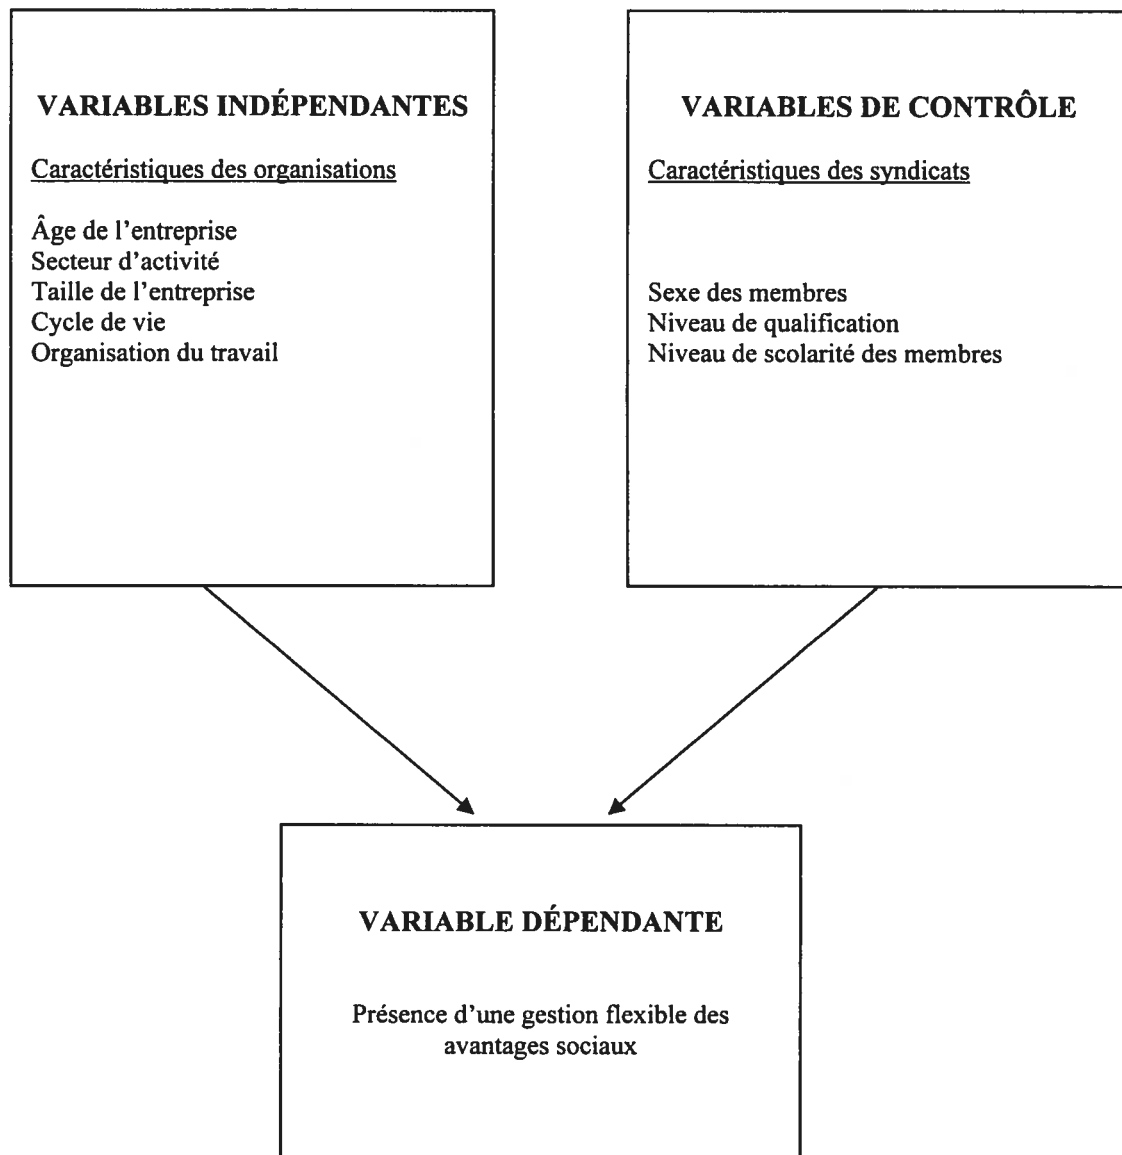 VARIABLES INDÉPENDANTES
Caractéristiques des organisations
Âge de l’entreprise
Secteur d’activité
Taille de l’entreprise
Cycle de vie
Organisation du travail
VARIABLES DE CONTRÔLE
Caractéristiques des syndicats
Sexe des membres
Niveau de qualification
Niveau de scolarité des membres
VARIABLE DÉPENDANTE
Présence d’une gestion flexible des
avantages sociaux